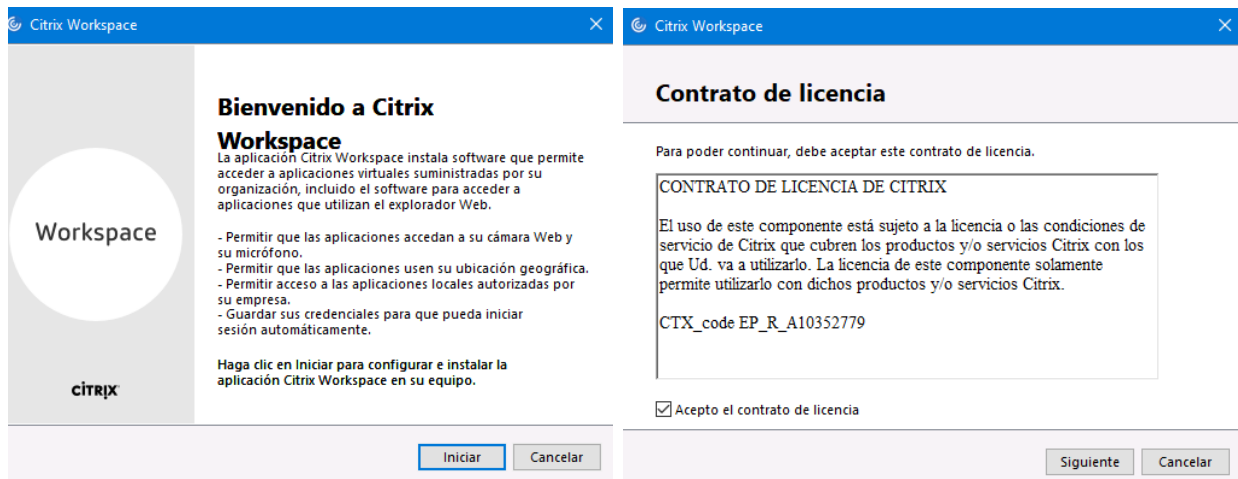 Citrix Workspace
Bienvenido a Citrix
Workspace
La aplicación Citrix Workspace instala software que permite
acceder a aplicaciones virtuales suministradas por su
organización, incluido el software para acceder a
aplicaciones que utilizan el explorador Web.
- Permitir que las aplicaciones accedan a su cámara Web y
su micrófono.
- Permitir que las aplicaciones usen su ubicación geográfica.
- Permitir acceso a las aplicaciones locales autorizadas por
su empresa.
- Guardar sus credenciales para que pueda iniciar
sesión automáticamente.
Haga clic en Iniciar para configurar e instalar la
aplicación Citrix Workspace en su equipo.
Workspace
CİTRIX
Iniciar Cancelar
Citrix Workspace
Contrato de licencia
Para poder continuar, debe aceptar este contrato de licencia.
CONTRATO DE LICENCIA DE CITRIX
El uso de este componente está sujeto a la licencia o las condiciones de
servicio de Citrix que cubren los productos y/o servicios Citrix con los
que Ud. va a utilizarlo. La licencia de este componente solamente
permite utilizarlo con dichos productos y/o servicios Citrix.
CTX_code EP_R_A10352779
Acepto el contrato de licencia
Siguiente Cancelar